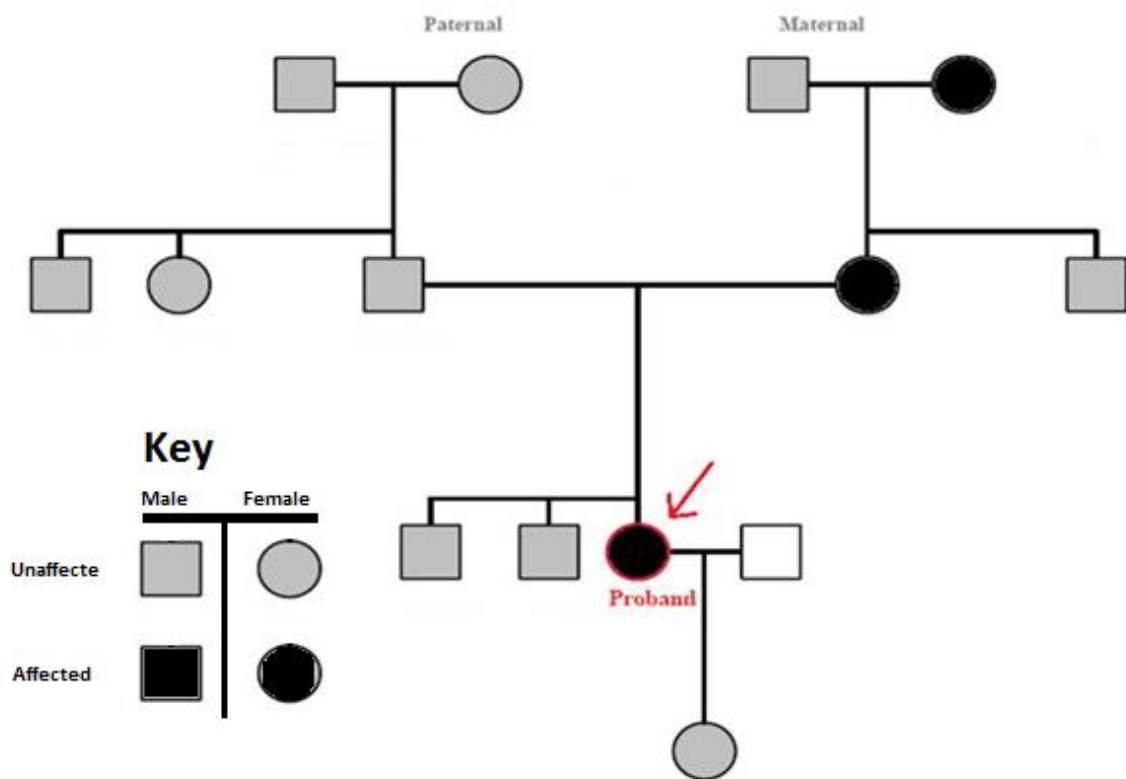 Paternal
Maternal
Key
Male Female
Unaffecte
Affected
Proband